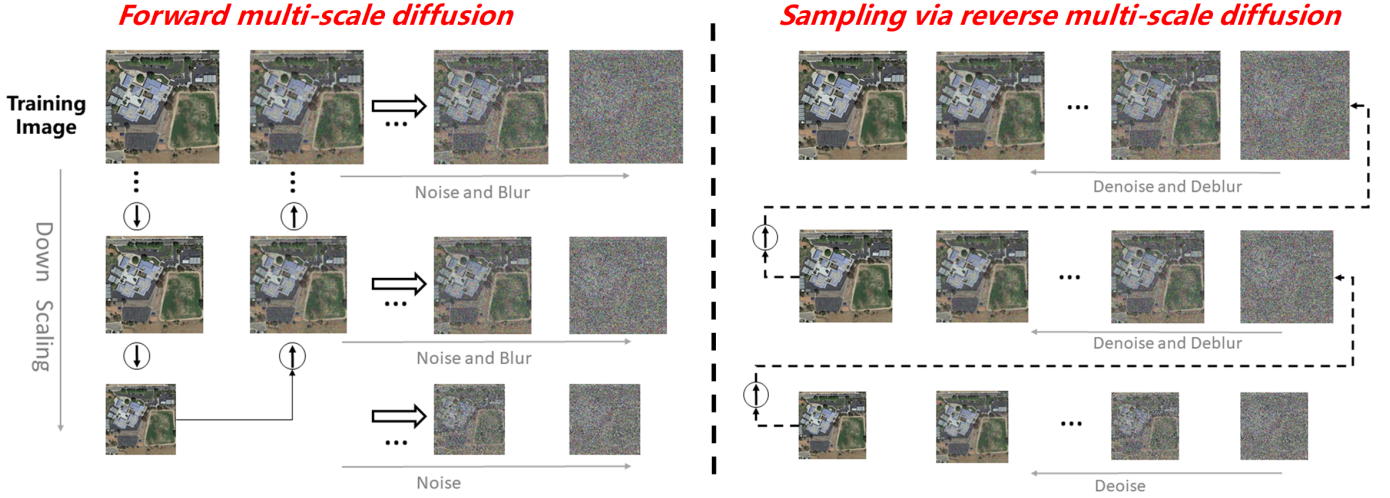 Forward multi-scale diffusion
Sampling via reverse multi-scale diffusion
Training
Image
Down Scaling
Noise and Blur
Noise and Blur
Noise
Denoise and Deblur
Denoise and Deblur
Deoise